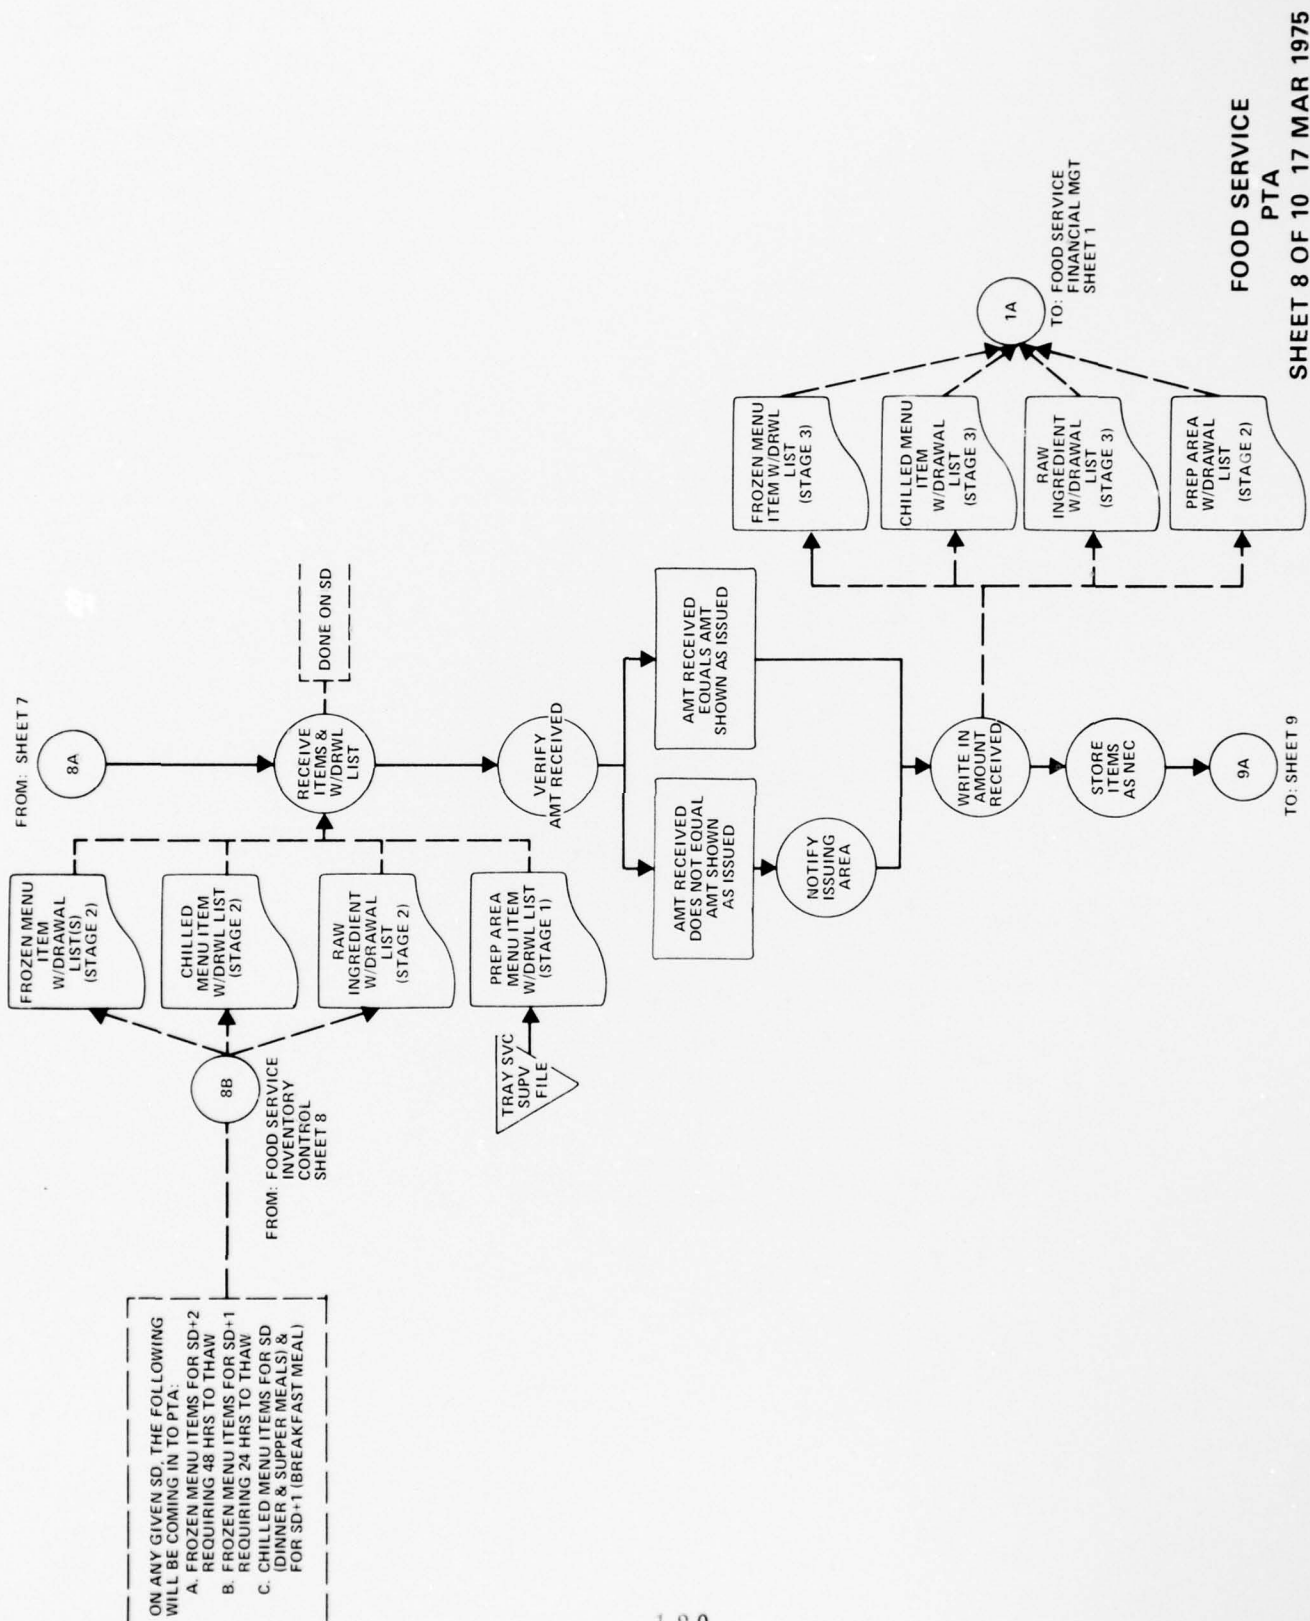 FROM: SHEET 7
8A
FROZEN MENU
ITEM
W/DRAWAL
LIST(S)
(STAGE 2)
CHILLED
MENU ITEM
W/DRWL LIST
(STAGE 2)
RAW
INGREDIENT
W/DRAWAL
LIST
(STAGE 2)
PREP AREA
MENU ITEM
W/DRWL LIST
(STAGE 1)
8B
FROM: FOOD SERVICE
INVENTORY
CONTROL
SHEET 8
TRAY SVC
SUPV
FILE
ON ANY GIVEN SD, THE FOLLOWING
WILL BE COMING IN TO PTA:
A. FROZEN MENU ITEMS FOR SD+2
REQUIRING 48 HRS TO THAW
B. FROZEN MENU ITEMS FOR SD+1
REQUIRING 24 HRS TO THAW
C. CHILLED MENU ITEMS FOR SD
(DINNER & SUPPER MEALS) &
FOR SD+1 (BREAKFAST MEAL)
RECEIVE
ITEMS &
W/DRWL
LIST
DONE ON SD
VERIFY
AMT RECEIVED
AMT RECEIVED
EQUALS AMT
SHOWN AS ISSUED
AMT RECEIVED
DOES NOT EQUAL
AMT SHOWN
AS ISSUED
NOTIFY
ISSUING
AREA
WRITE IN
AMOUNT
RECEIVED
STORE
ITEMS
AS NEC
9A
TO: SHEET 9
FROZEN MENU
ITEM W/DRWL
LIST
(STAGE 3)
CHILLED MENU
ITEM
W/DRAWAL
LIST
(STAGE 3)
RAW
INGREDIENT
W/DRAWAL
LIST
(STAGE 3)
PREP AREA
W/DRAWAL
LIST
(STAGE 2)
1A
TO: FOOD SERVICE
FINANCIAL MGT
SHEET 1
FOOD SERVICE
PTA
SHEET 8 OF 10 17 MAR 1975